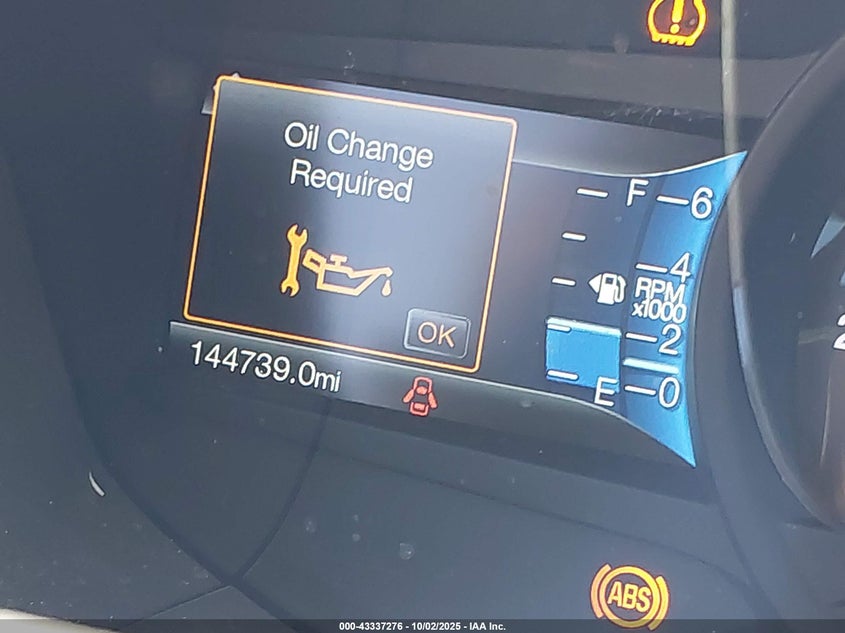 Oil Change
Required
OK
144739.0mi
F
6
4
RPM
x1000
2
E
0
2
ABS
000-43337276 - 10/02/2025 - IAA Inc.